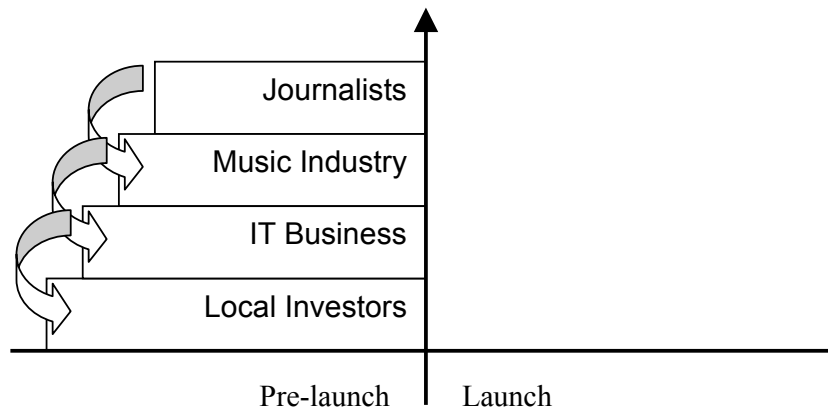 Journalists
Music Industry
IT Business
Local Investors
Pre-launch Launch